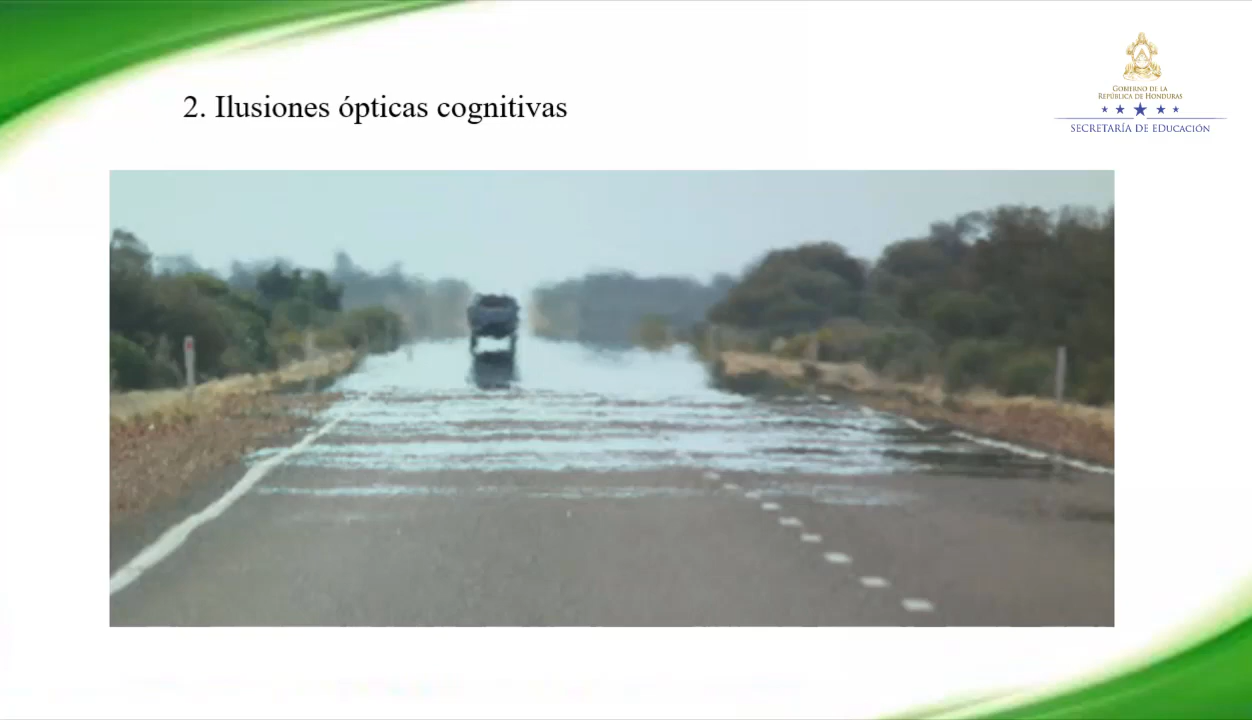 2. Ilusiones ópticas cognitivas
GOBIERNO DE LA
REPÚBLICA DE HONDURAS
SECRETARÍA DE EDUCACIÓN